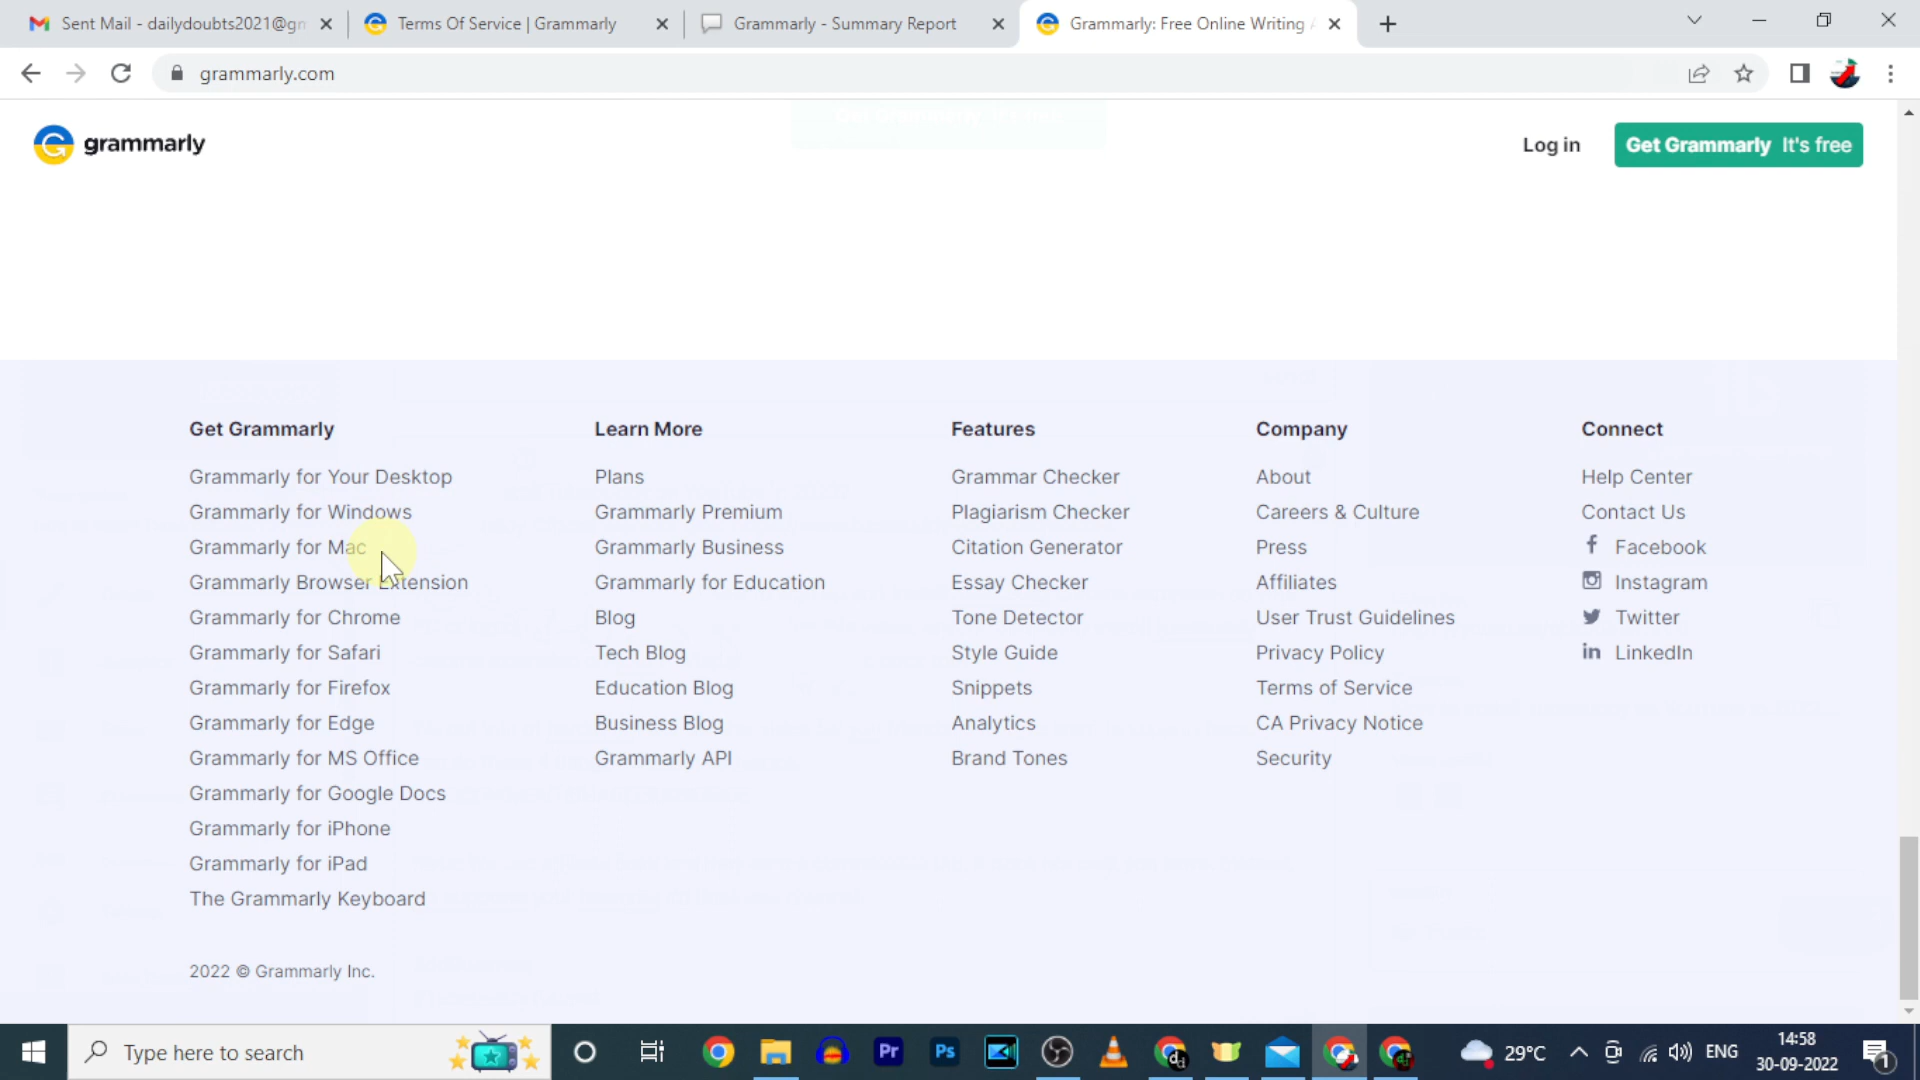 Sent Mail - dailydoubts2021@gm
Terms Of Service | Grammarly
Grammarly - Summary Report
Grammarly: Free Online Writing
grammarly.com
grammarly
Log in
Get Grammarly It's free
Get Grammarly
Grammarly for Your Desktop
Grammarly for Windows
Grammarly for Mac
Grammarly Browser Extension
Grammarly for Chrome
Grammarly for Safari
Grammarly for Firefox
Grammarly for Edge
Grammarly for MS Office
Grammarly for Google Docs
Grammarly for iPhone
Grammarly for iPad
The Grammarly Keyboard
Learn More
Plans
Grammarly Premium
Grammarly Business
Grammarly for Education
Blog
Tech Blog
Education Blog
Business Blog
Grammarly API
Features
Grammar Checker
Plagiarism Checker
Citation Generator
Essay Checker
Tone Detector
Style Guide
Snippets
Analytics
Brand Tones
Company
About
Careers & Culture
Press
Affiliates
User Trust Guidelines
Privacy Policy
Terms of Service
CA Privacy Notice
Security
Connect
Help Center
Contact Us
Facebook
Instagram
Twitter
LinkedIn
2022 © Grammarly Inc.
Type here to search
Pr
Ps
29°C
ENG
14:58
30-09-2022
1